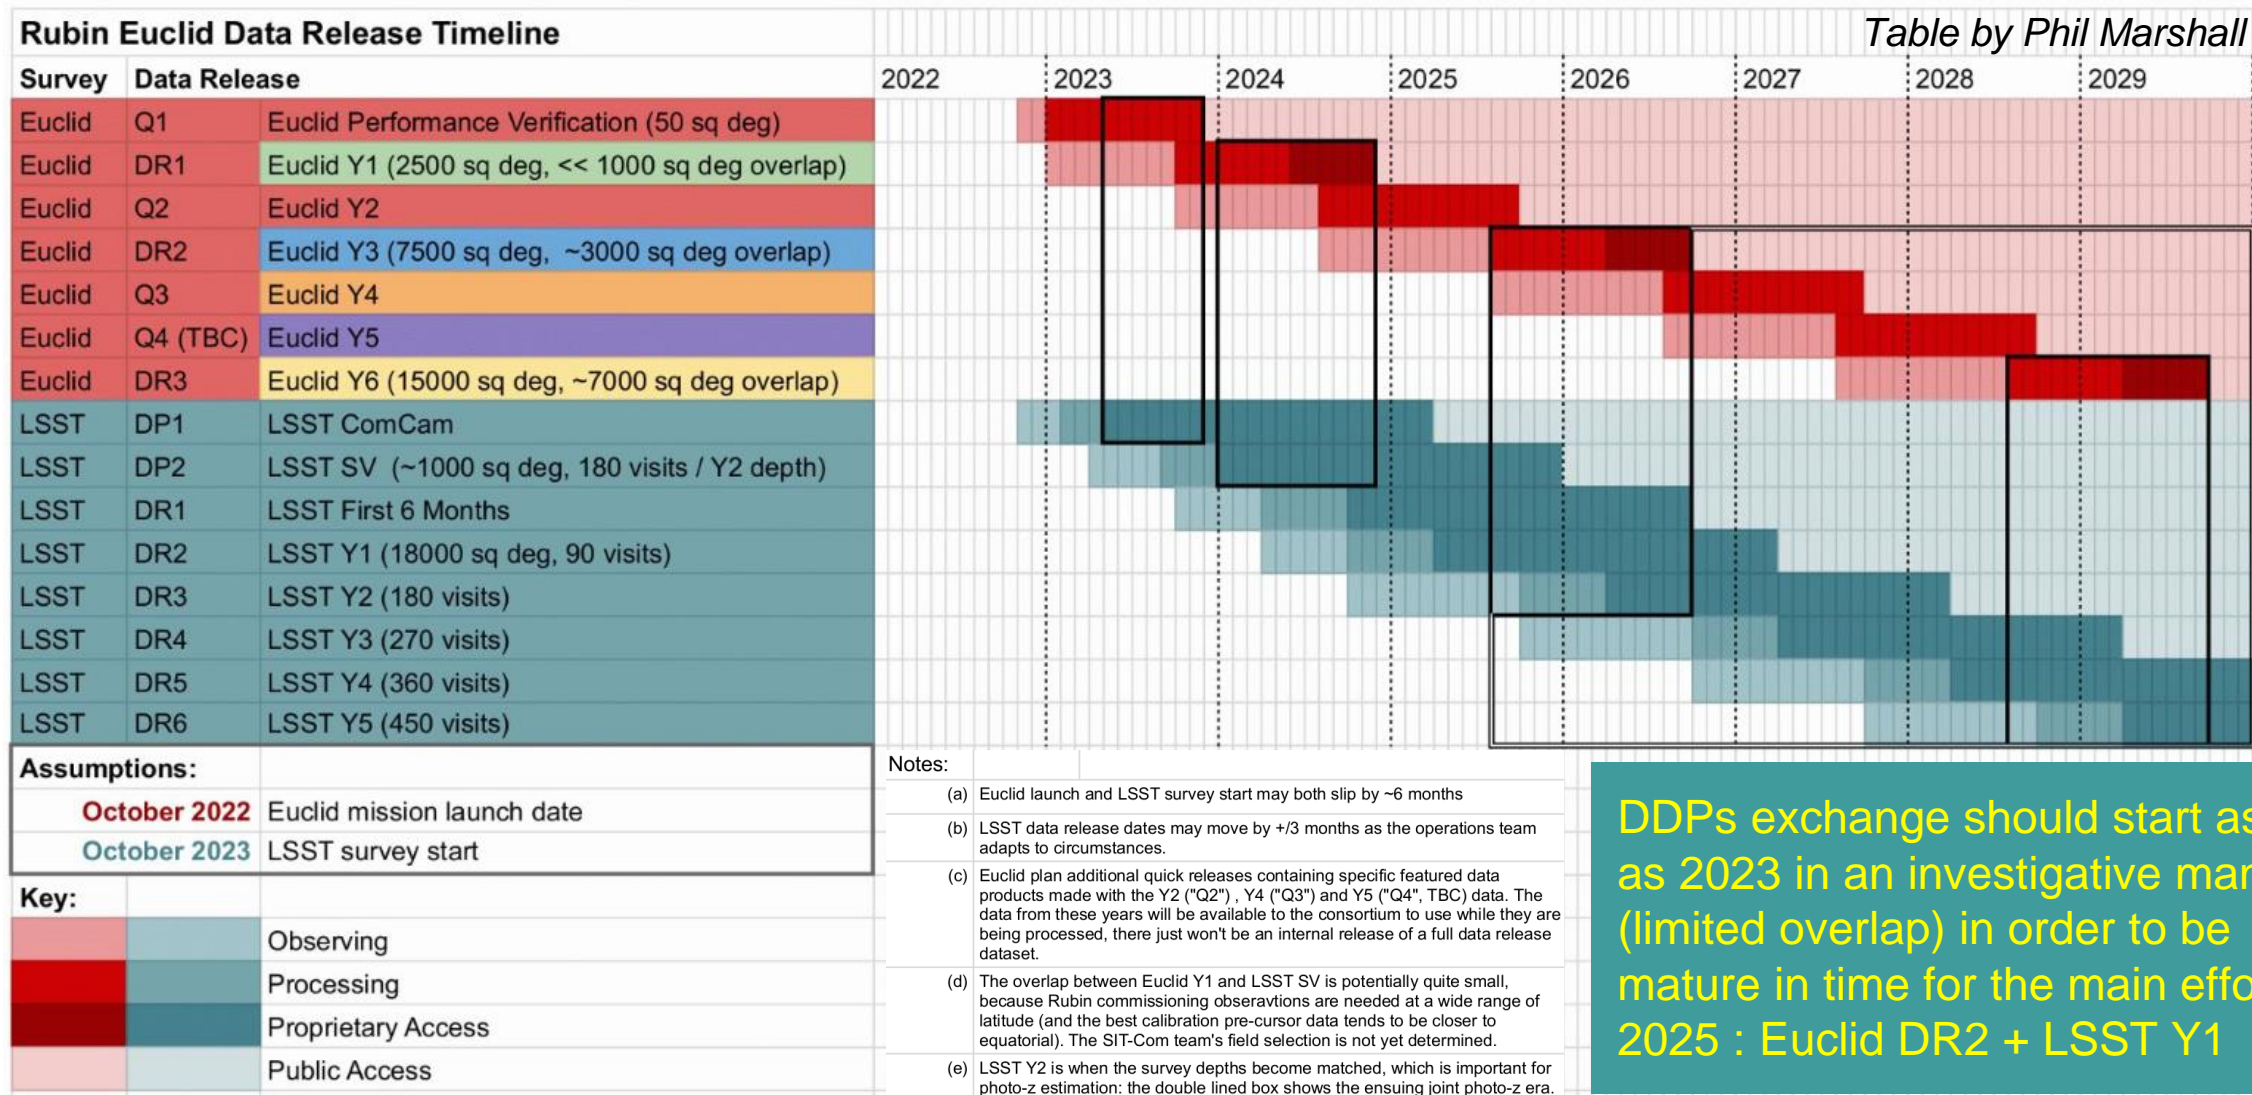 Rubin Euclid Data Release Timeline
Table by Phil Marshall
Survey Data Release 2022 2023 2024 2025 2026 2027 2028 2029
Euclid Q1 Euclid Performance Verification (50 sq deg)
Euclid DR1 Euclid Y1 (2500 sq deg, << 1000 sq deg overlap)
Euclid Q2 Euclid Y2
Euclid DR2 Euclid Y3 (7500 sq deg, ~3000 sq deg overlap)
Euclid Q3 Euclid Y4
Euclid Q4 (TBC) Euclid Y5
Euclid DR3 Euclid Y6 (15000 sq deg, ~7000 sq deg overlap)
LSST DP1 LSST ComCam
LSST DP2 LSST SV (~1000 sq deg, 180 visits / Y2 depth)
LSST DR1 LSST First 6 Months
LSST DR2 LSST Y1 (18000 sq deg, 90 visits)
LSST DR3 LSST Y2 (180 visits)
LSST DR4 LSST Y3 (270 visits)
LSST DR5 LSST Y4 (360 visits)
LSST DR6 LSST Y5 (450 visits)
Assumptions:
October 2022 Euclid mission launch date
October 2023 LSST survey start
Key:
Observing
Processing
Proprietary Access
Public Access
Notes:
(a) Euclid launch and LSST survey start may both slip by ~6 months
(b) LSST data release dates may move by +/3 months as the operations team
adapts to circumstances.
(c) Euclid plan additional quick releases containing specific featured data
products made with the Y2 ("Q2") , Y4 ("Q3") and Y5 ("Q4", TBC) data. The
data from these years will be available to the consortium to use while they are
being processed, there just won't be an internal release of a full data release
dataset.
(d) The overlap between Euclid Y1 and LSST SV is potentially quite small,
because Rubin commissioning obseravtions are needed at a wide range of
latitude (and the best calibration pre-cursor data tends to be closer to
equatorial). The SIT-Com team's field selection is not yet determined.
(e) LSST Y2 is when the survey depths become matched, which is important for
photo-z estimation: the double lined box shows the ensuing joint photo-z era.
DDPs exchange should start as
as 2023 in an investigative
(limited overlap) in order to be
mature in time for the main
2025 : Euclid DR2 + LSST Y1